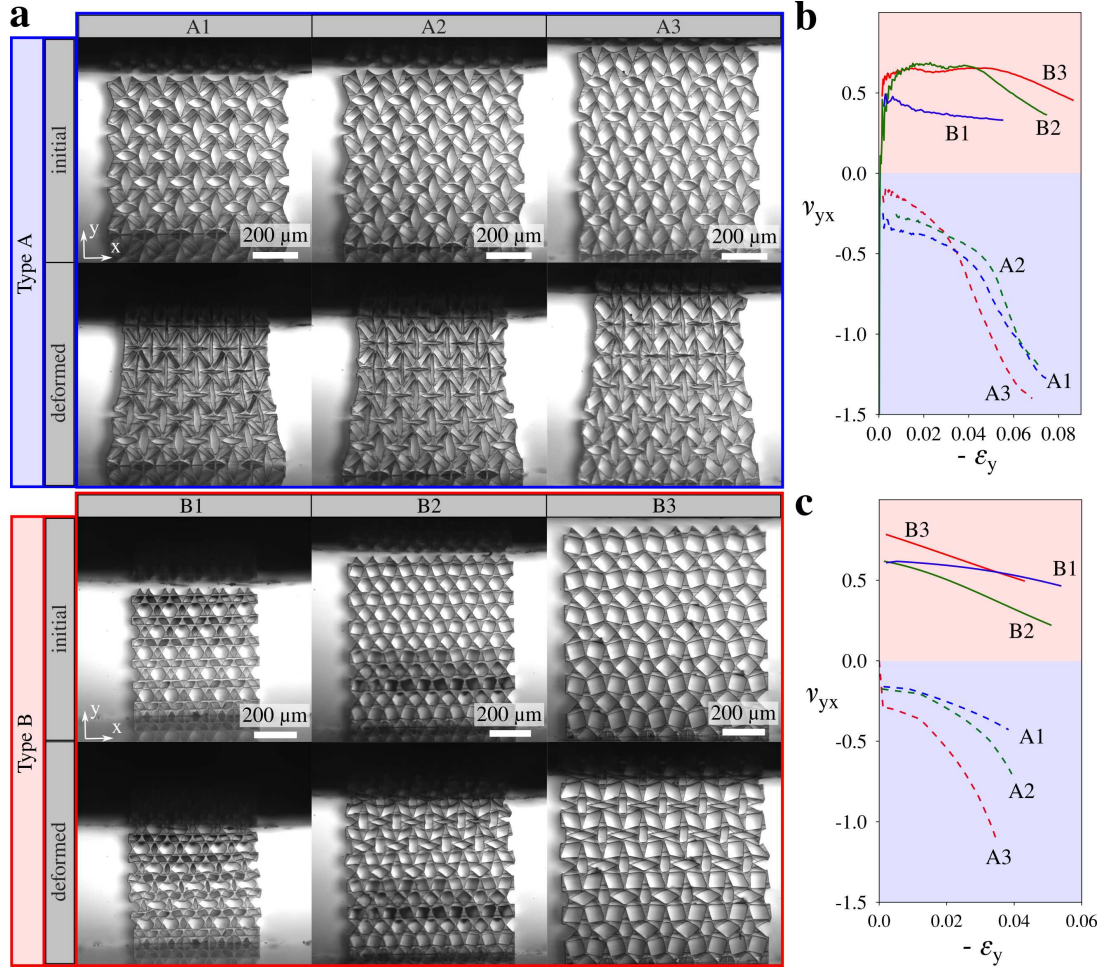 a
A1 A2 A3
Type A
initial
y
x
200 µm 200 µm 200 µm
deformed
B1 B2 B3
Type B
initial
y
x
200 µm 200 µm 200 µm
deformed
b
0.5
0.0
-0.5
-1.0
-1.5
ν_yx
B3
B2
B1
A2
A1
A3
0.0 0.02 0.04 0.06 0.08
- ε_y
c
0.5
0.0
-0.5
-1.0
-1.5
ν_yx
B3
B1
B2
A1
A2
A3
0.0 0.02 0.04 0.06
- ε_y